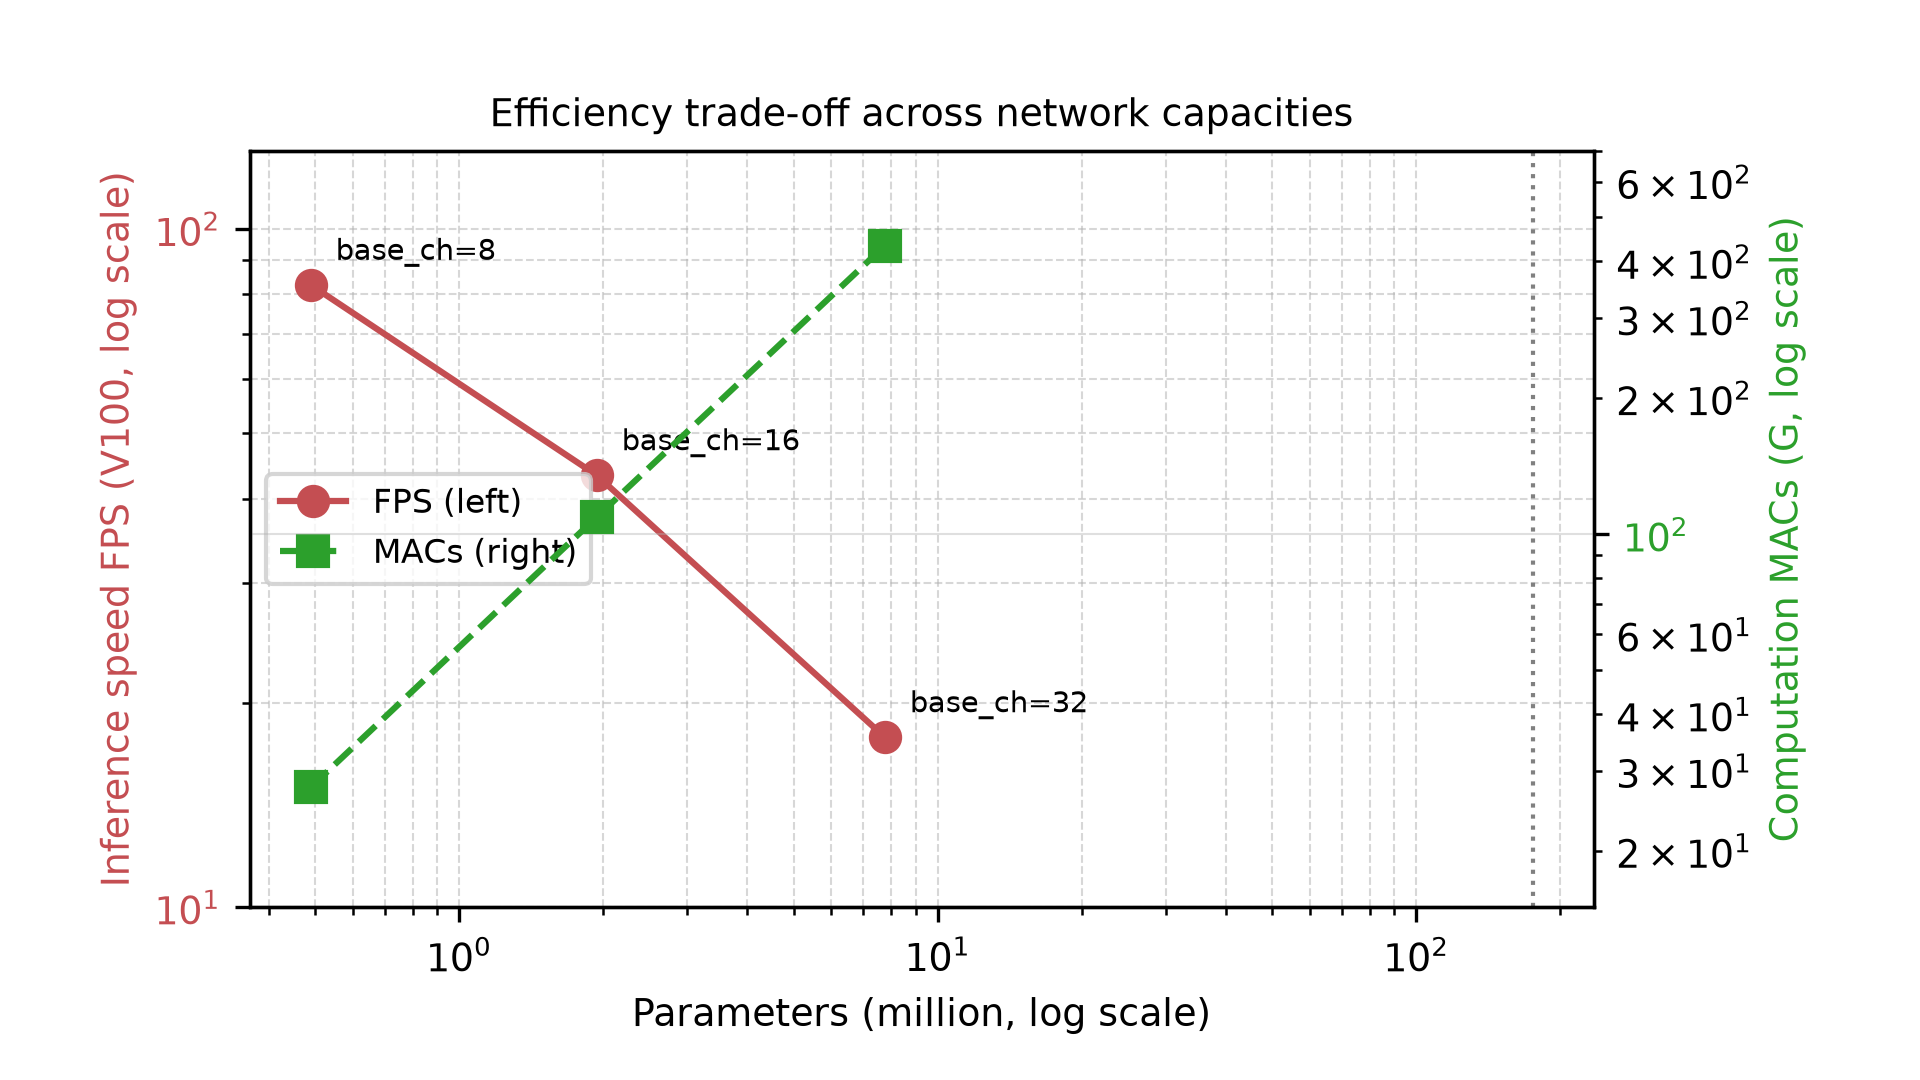 Efficiency trade-off across network capacities
Inference speed FPS (V100, log scale)
10²
10¹
base_ch=8
base_ch=16
base_ch=32
FPS (left)
MACs (right)
6 × 10²
4 × 10²
3 × 10²
2 × 10²
10²
6 × 10¹
4 × 10¹
3 × 10¹
2 × 10¹
Computation MACs (G, log scale)
10⁰ 10¹ 10²
Parameters (million, log scale)